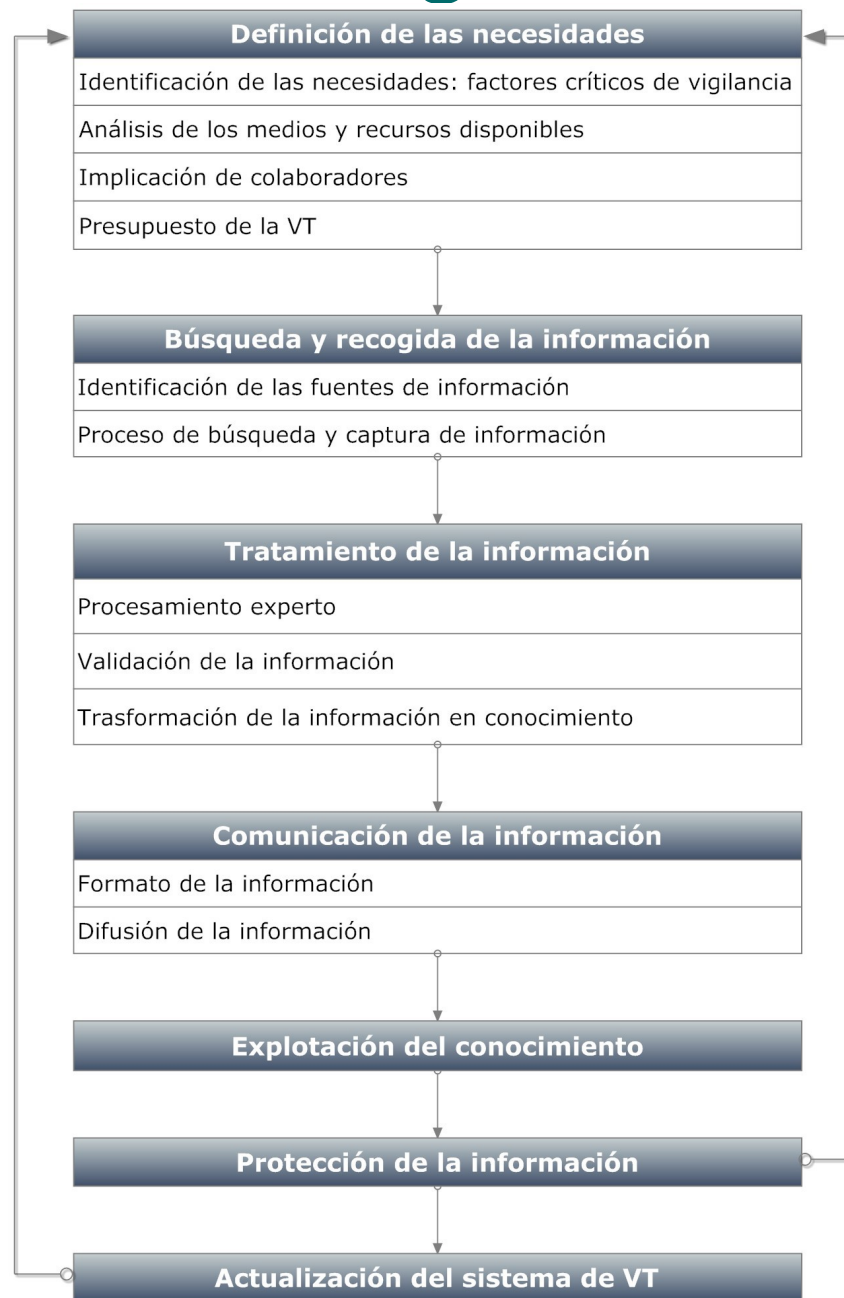 Definición de las necesidades
Identificación de las necesidades: factores críticos de vigilancia
Análisis de los medios y recursos disponibles
Implicación de colaboradores
Presupuesto de la VT
Búsqueda y recogida de la información
Identificación de las fuentes de información
Proceso de búsqueda y captura de información
Tratamiento de la información
Procesamiento experto
Validación de la información
Trasformación de la información en conocimiento
Comunicación de la información
Formato de la información
Difusión de la información
Explotación del conocimiento
Protección de la información
Actualización del sistema de VT